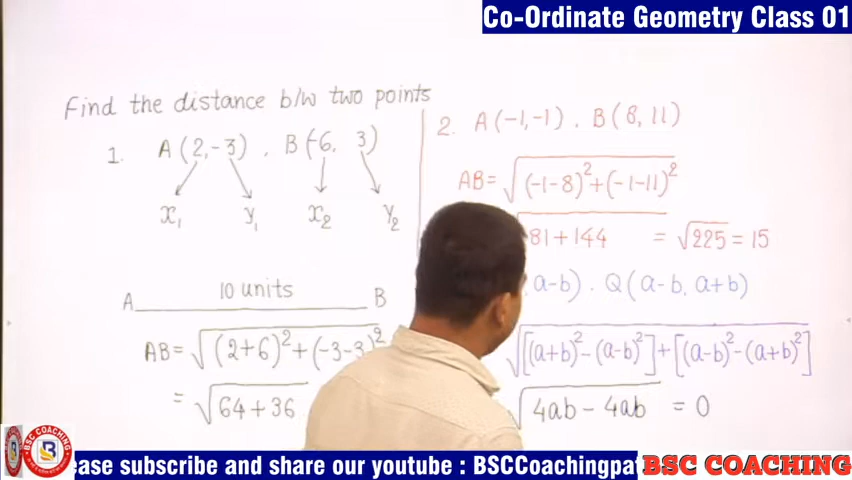 Co-Ordinate Geometry Class 01
Find the distance b/w two points
1. A (2,-3) . B (-6, 3)
x₁ y₁ x₂ y₂
A 10 units B
AB = √(2+6)² + (-3-3)²
= √64+36
2. A (-1,-1) . B (8, 11)
AB = √(-1-8)² + (-1-11)²
81+144 = √225 = 15
, a-b) . Q (a-b, a+b)
√[(a+b)² - (a-b)²] + [(a-b)² - (a+b)²]
√4ab - 4ab = 0
BSC COACHING
ease subscribe and share our youtube : BSCCoachingpat
BSC COACHING